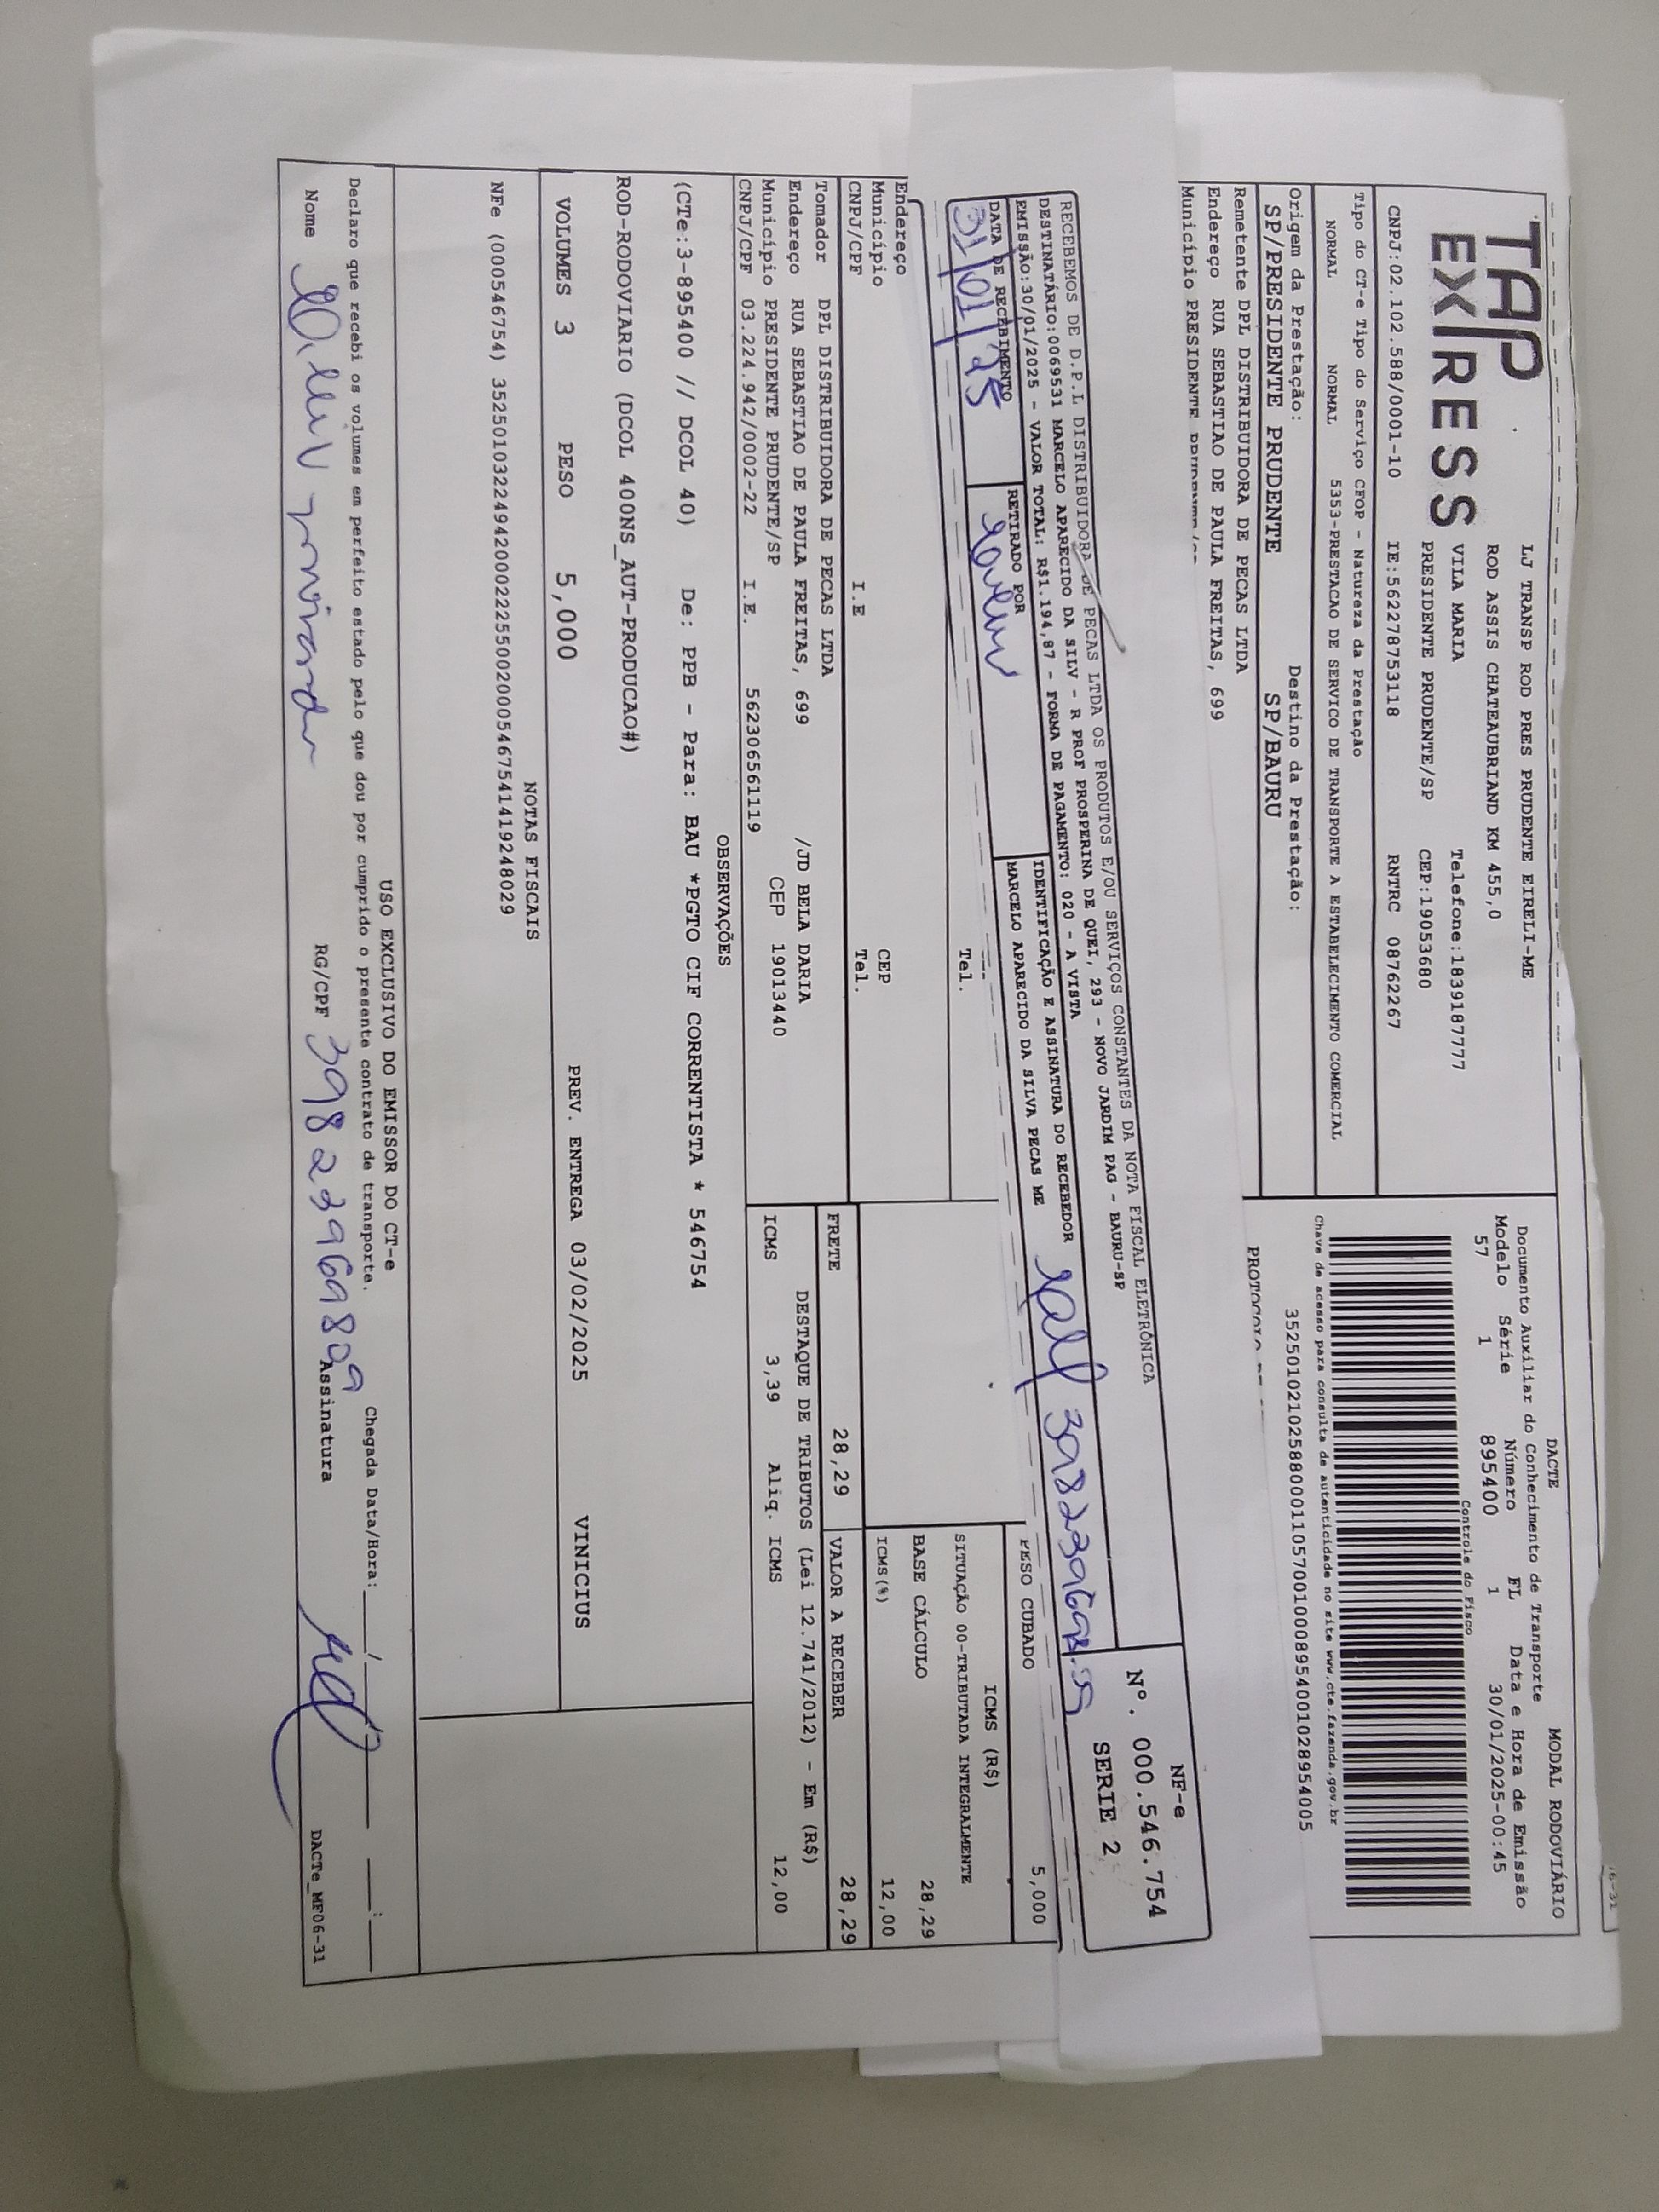 TAP
EXPRESS
LJ TRANSP ROD PRES PRUDENTE EIRELI-ME
ROD ASSIS CHATEAUBRIAND KM 455,0
VILA MARIA Telefone:1839187777
PRESIDENTE PRUDENTE/SP CEP:19053680
CNPJ:02.102.588/0001-10 IE:562278753118 RNTRC 08762267
Tipo do CT-e Tipo do Serviço CFOP - Natureza da Prestação
NORMAL NORMAL 5353-PRESTACAO DE SERVICO DE TRANSPORTE A ESTABELECIMENTO COMERCIAL
Origem da Prestação: Destino da Prestação:
SP/PRESIDENTE PRUDENTE SP/BAURU
Remetente DPL DISTRIBUIDORA DE PECAS LTDA
Endereço RUA SEBASTIAO DE PAULA FREITAS, 699
Município PRESIDENTE PRUDENTE/SP
DACTE MODAL RODOVIÁRIO
Documento Auxiliar do Conhecimento de Transporte
Modelo Série Número FL Data e Hora de Emissão
57 1 895400 1 30/01/2025-00:45
Controle do Fisco
Chave de acesso para consulta de autenticidade no site www.cte.fazenda.gov.br
35250102102588000110570010008954001028954005
PROTOCOLO DE
RECEBEMOS DE D.P.L DISTRIBUIDORA DE PECAS LTDA OS PRODUTOS E/OU SERVIÇOS CONSTANTES DA NOTA FISCAL ELETRÔNICA
DESTINATÁRIO:0069531 MARCELO APARECIDO DA SILV - R PROF PROSPERINA DE QUEI, 293 - NOVO JARDIM PAG - BAURU-SP
EMISSÃO:30/01/2025 - VALOR TOTAL: R$1.194,87 - FORMA DE PAGAMENTO: 020 - A VISTA
DATA DE RECEBIMENTO RETIRADO POR IDENTIFICAÇÃO E ASSINATURA DO RECEBEDOR
MARCELO APARECIDO DA SILVA PECAS ME
31/01/25
NF-e
Nº. 000.546.754
SERIE 2
Tel.
Endereço
Município CEP
CNPJ/CPF I.E Tel.
PESO CUBADO 5,000
ICMS (R$)
SITUAÇÃO 00-TRIBUTADA INTEGRALMENTE
BASE CÁLCULO 28,29
ICMS(%) 12,00
Tomador DPL DISTRIBUIDORA DE PECAS LTDA
Endereço RUA SEBASTIAO DE PAULA FREITAS, 699 /JD BELA DARIA
Município PRESIDENTE PRUDENTE/SP CEP 19013440
CNPJ/CPF 03.224.942/0002-22 I.E. 562306561119
FRETE 28,29 VALOR A RECEBER 28,29
DESTAQUE DE TRIBUTOS (Lei 12.741/2012) - Em (R$)
ICMS 3,39 Aliq. ICMS 12,00
OBSERVAÇÕES
(CTe:3-895400 // DCOL 40) De: PPB - Para: BAU *PGTO CIF CORRENTISTA * 546754
ROD-RODOVIARIO (DCOL 400NS_AUT-PRODUCAO#)
VOLUMES 3 PESO 5,000 PREV. ENTREGA 03/02/2025 VINICIUS
NOTAS FISCAIS
NFe (000546754) 35250103224942000222550020005467541419248029
USO EXCLUSIVO DO EMISSOR DO CT-e
Declaro que recebi os volumes em perfeito estado pelo que dou por cumprido o presente contrato de transporte. Chegada Data/Hora:
Nome RG/CPF Assinatura
DACTe_MF06-31